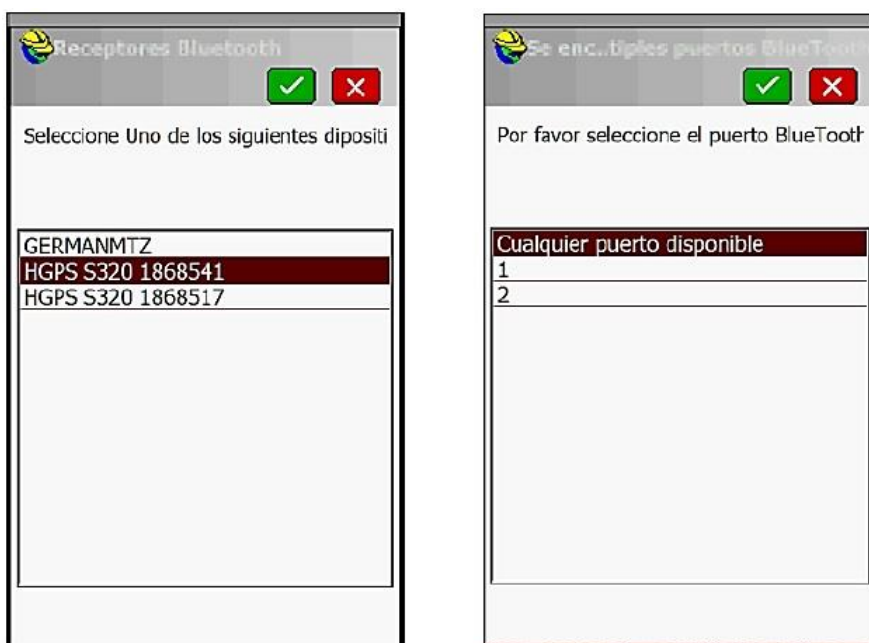 Receptores Bluetooth
Seleccione Uno de los siguientes dipositi
GERMANMTZ
HGPS S320 1868541
HGPS S320 1868517
Se enc..tiples puertos BlueTooth
Por favor seleccione el puerto BlueTooth
Cualquier puerto disponible
1
2